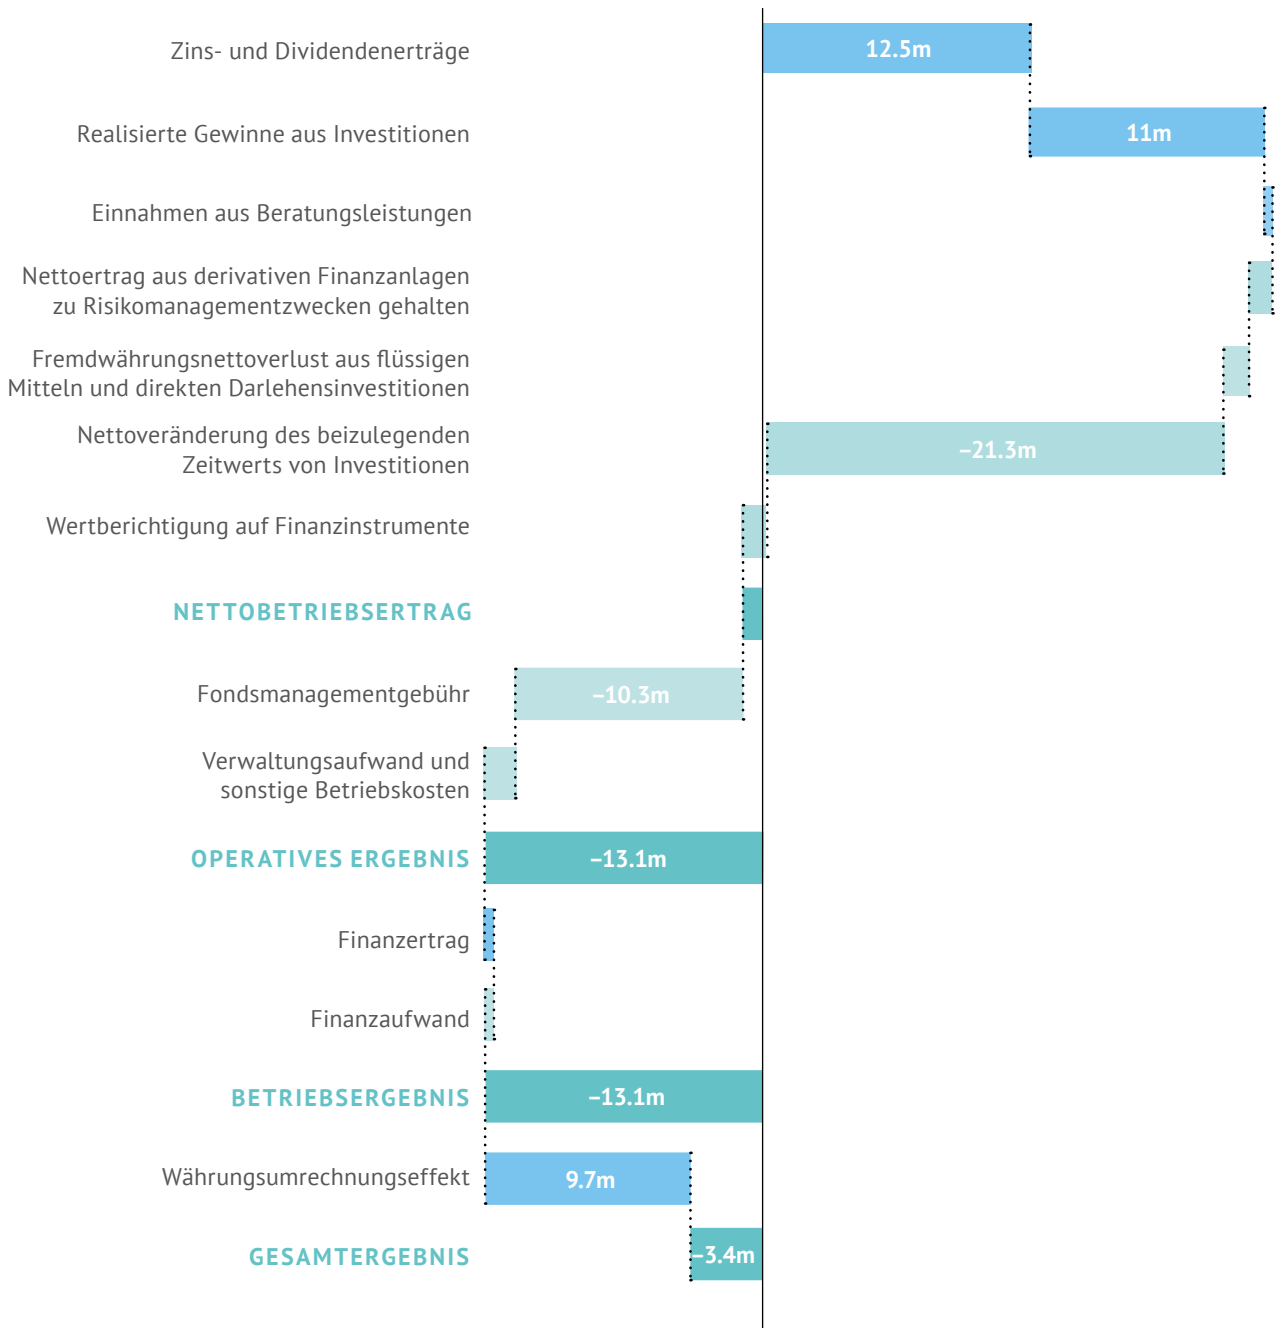 Zins- und Dividendenerträge
12.5m
Realisierte Gewinne aus Investitionen
11m
Einnahmen aus Beratungsleistungen
Nettoertrag aus derivativen Finanzanlagen
zu Risikomanagementzwecken gehalten
Fremdwährungsnettoverlust aus flüssigen
Mitteln und direkten Darlehensinvestitionen
Nettoveränderung des beizulegenden
Zeitwerts von Investitionen
–21.3m
Wertberichtigung auf Finanzinstrumente
NETTOBETRIEBSERTRAG
Fondsmanagementgebühr
–10.3m
Verwaltungsaufwand und
sonstige Betriebskosten
OPERATIVES ERGEBNIS
–13.1m
Finanzertrag
Finanzaufwand
BETRIEBSERGEBNIS
–13.1m
Währungsumrechnungseffekt
9.7m
GESAMTERGEBNIS
–3.4m